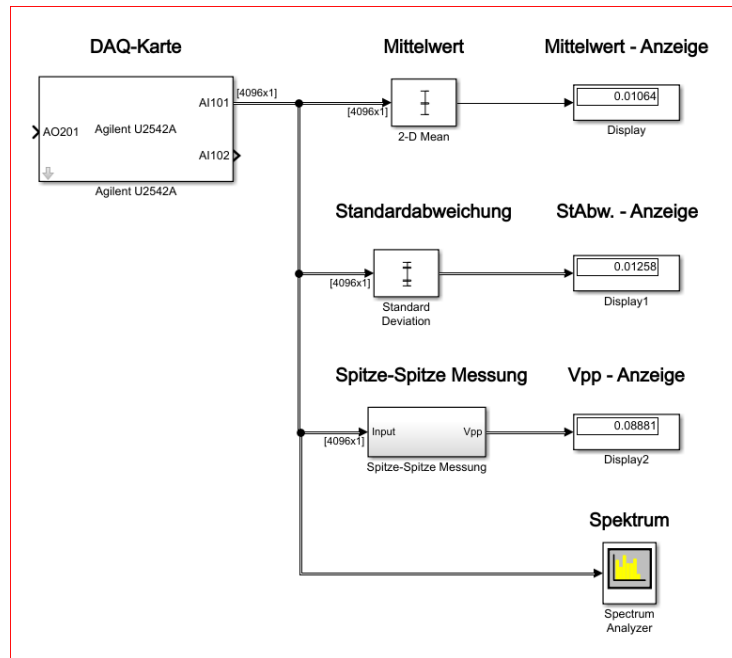 DAQ-Karte
Mittelwert
Mittelwert - Anzeige
[4096x1]
AI101
AO201
Agilent U2542A
AI102
Agilent U2542A
[4096x1]
2-D Mean
0.01064
Display
Standardabweichung
StAbw. - Anzeige
[4096x1]
Standard
Deviation
0.01258
Display1
Spitze-Spitze Messung
Vpp - Anzeige
[4096x1]
Input
Vpp
Spitze-Spitze Messung
0.08881
Display2
Spektrum
Spectrum
Analyzer